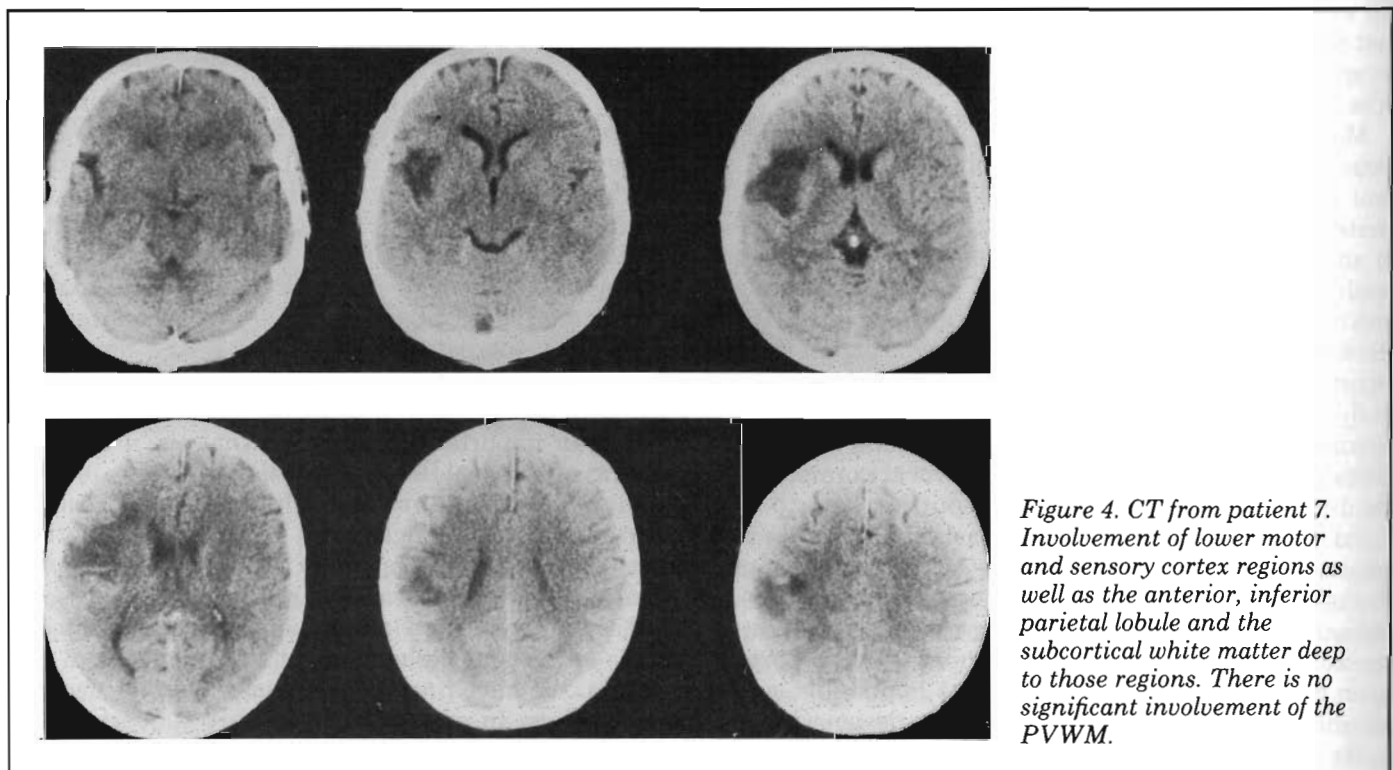 Figure 4. CT from patient 7.
Involvement of lower motor
and sensory cortex regions as
well as the anterior, inferior
parietal lobule and the
subcortical white matter deep
to those regions. There is no
significant involvement of the
PVWM.